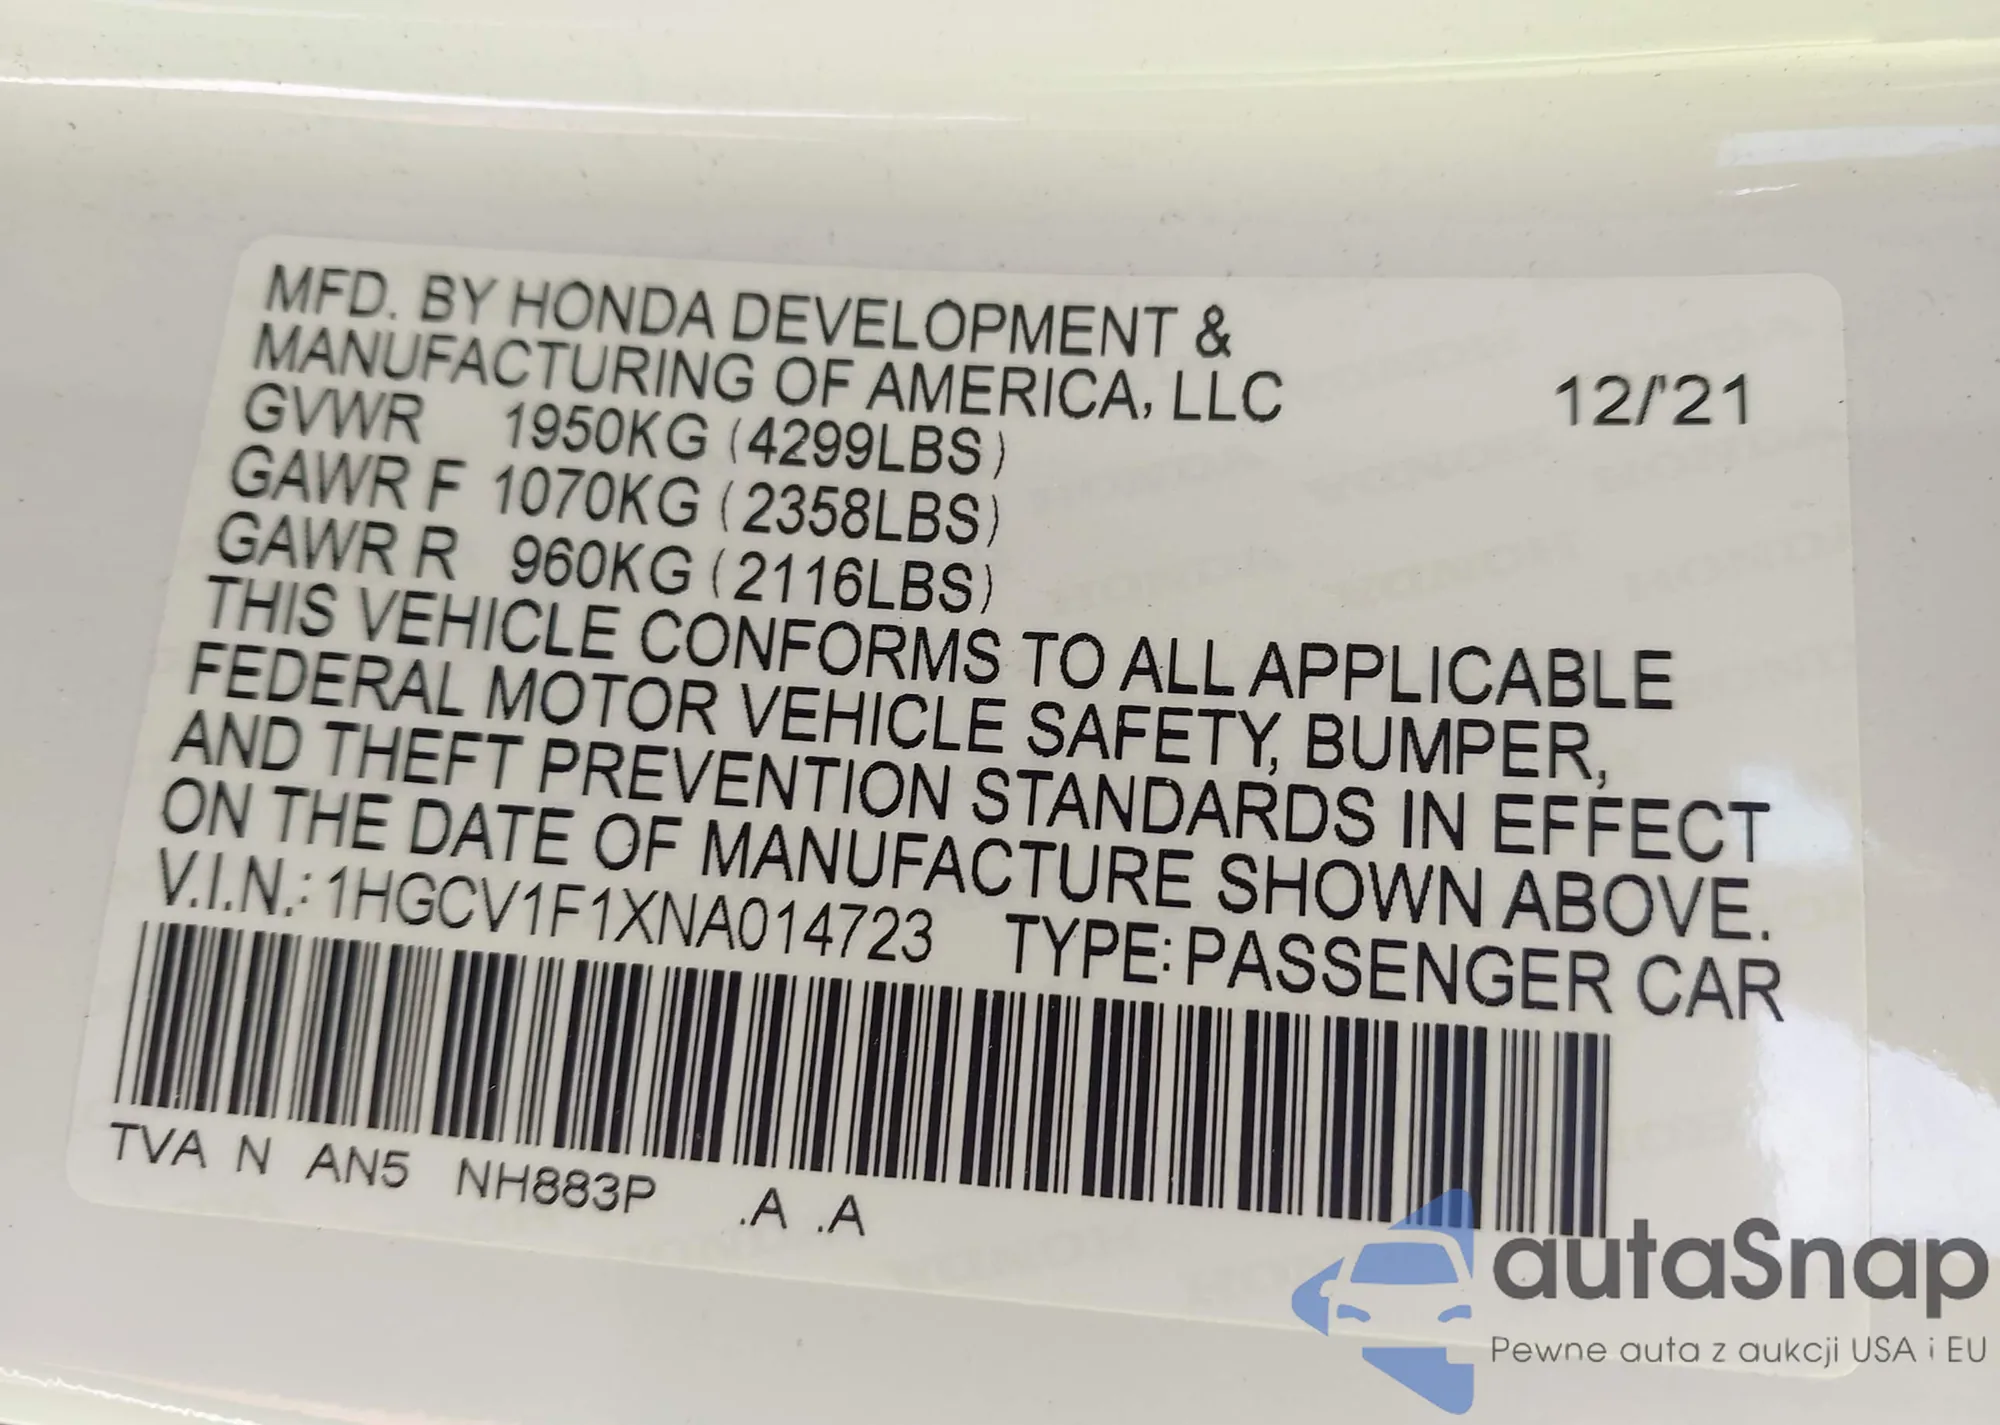 MFD. BY HONDA DEVELOPMENT &
MANUFACTURING OF AMERICA, LLC 12/'21
GVWR 1950KG (4299LBS)
GAWR F 1070KG (2358LBS)
GAWR R 960KG (2116LBS)
THIS VEHICLE CONFORMS TO ALL APPLICABLE
FEDERAL MOTOR VEHICLE SAFETY, BUMPER,
AND THEFT PREVENTION STANDARDS IN EFFECT
ON THE DATE OF MANUFACTURE SHOWN ABOVE.
V.I.N.: 1HGCV1F1XNA014723 TYPE: PASSENGER CAR
TVA N AN5 NH883P .A .A
autaSnap
Pewne auta z aukcji USA i EU